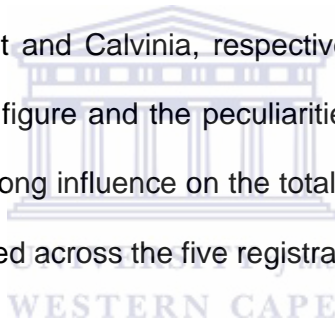 t and Calvinia, respective
figure and the peculiarities
ong influence on the total
ed across the five registra
UNIVERSITY of the
WESTERN CAPE